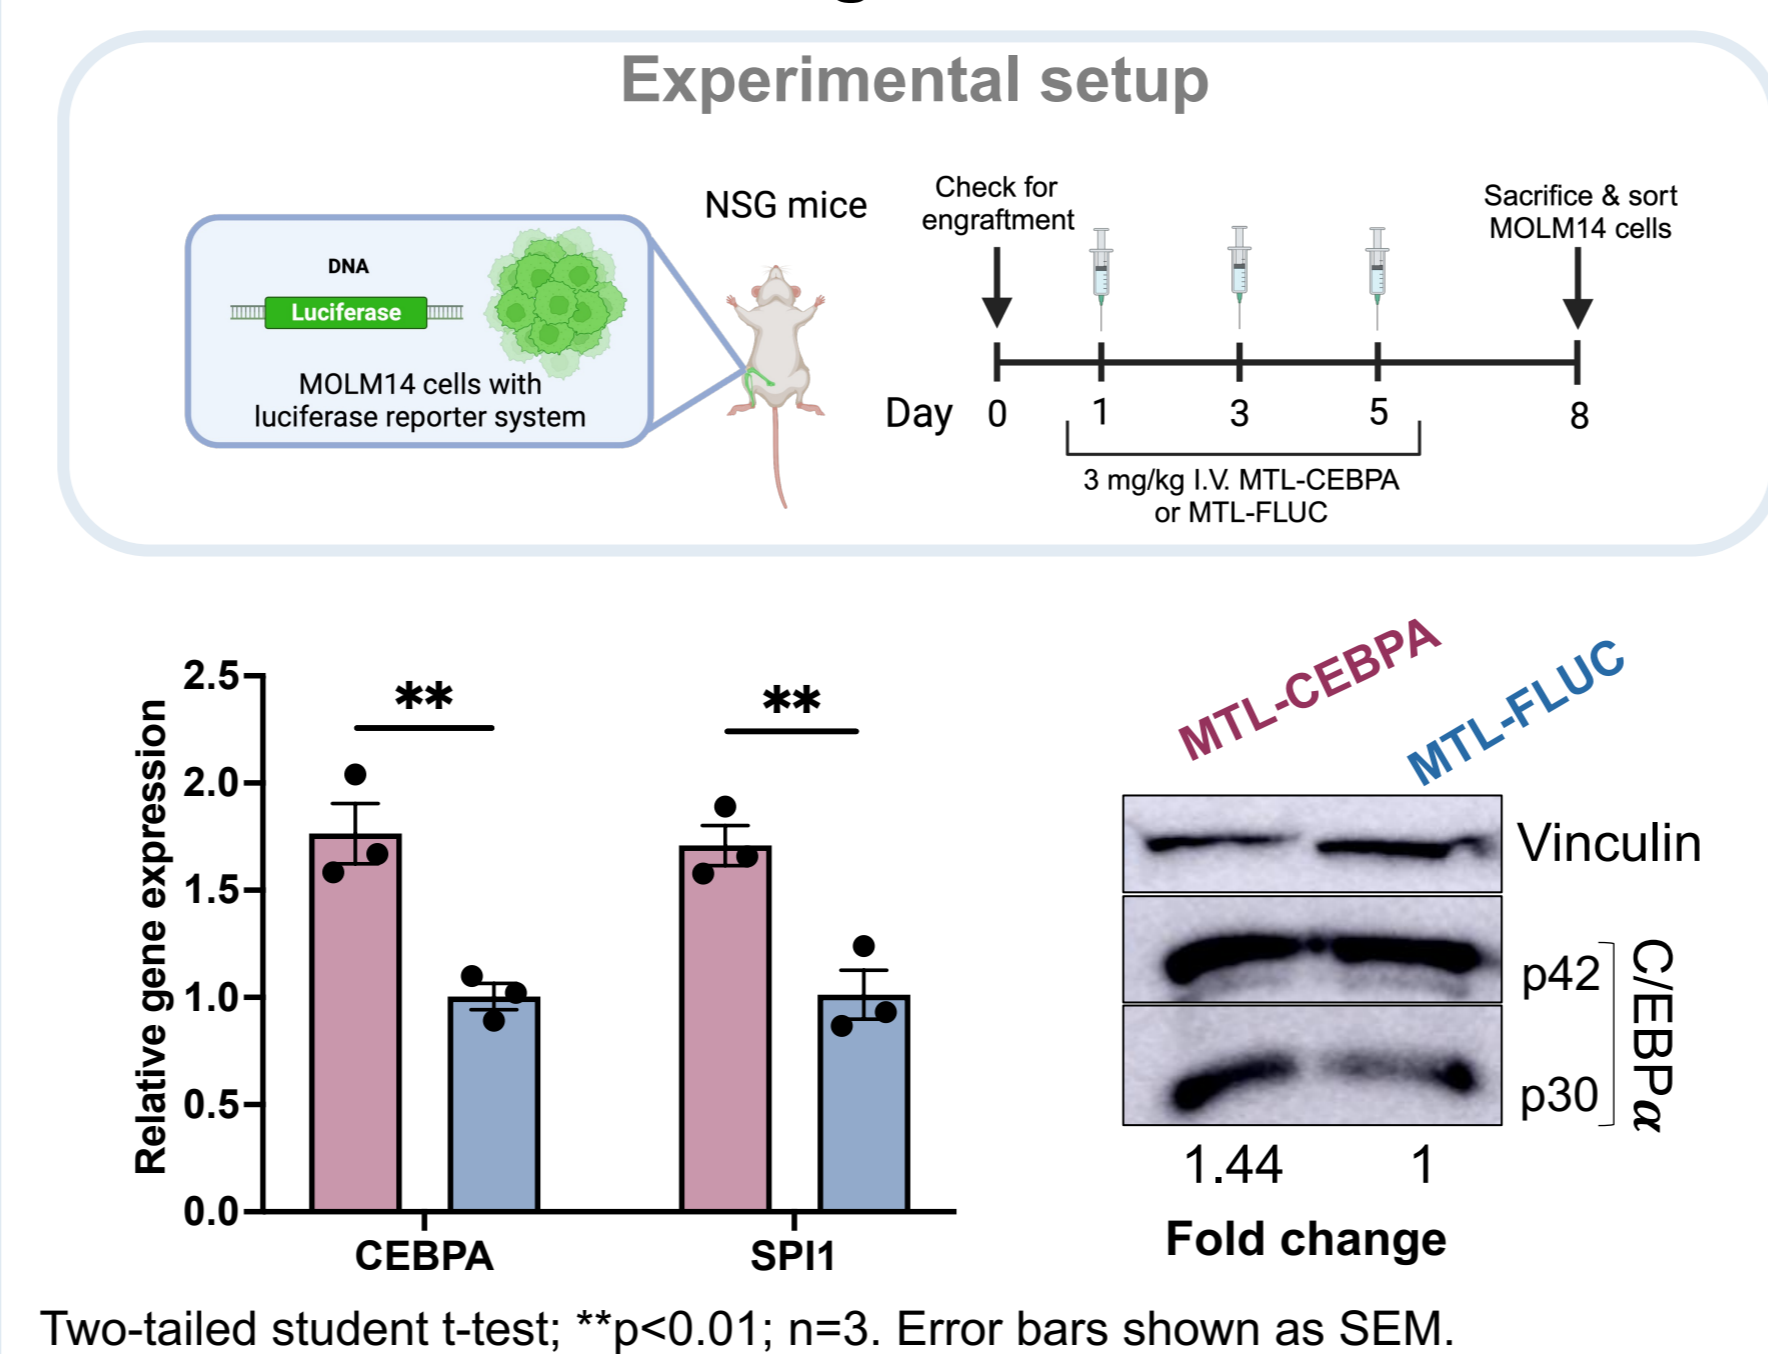 Experimental setup
DNA
Luciferase
MOLM14 cells with
luciferase reporter system
NSG mice
Check for
engraftment
Sacrifice & sort
MOLM14 cells
Day 0 1 3 5 8
3 mg/kg I.V. MTL-CEBPA
or MTL-FLUC
Relative gene expression
2.5
2.0
1.5
1.0
0.5
0.0
**
**
CEBPA
SPI1
MTL-CEBPA
MTL-FLUC
Vinculin
p42
p30
C/EBPα
1.44 1
Fold change
Two-tailed student t-test; **p<0.01; n=3. Error bars shown as SEM.